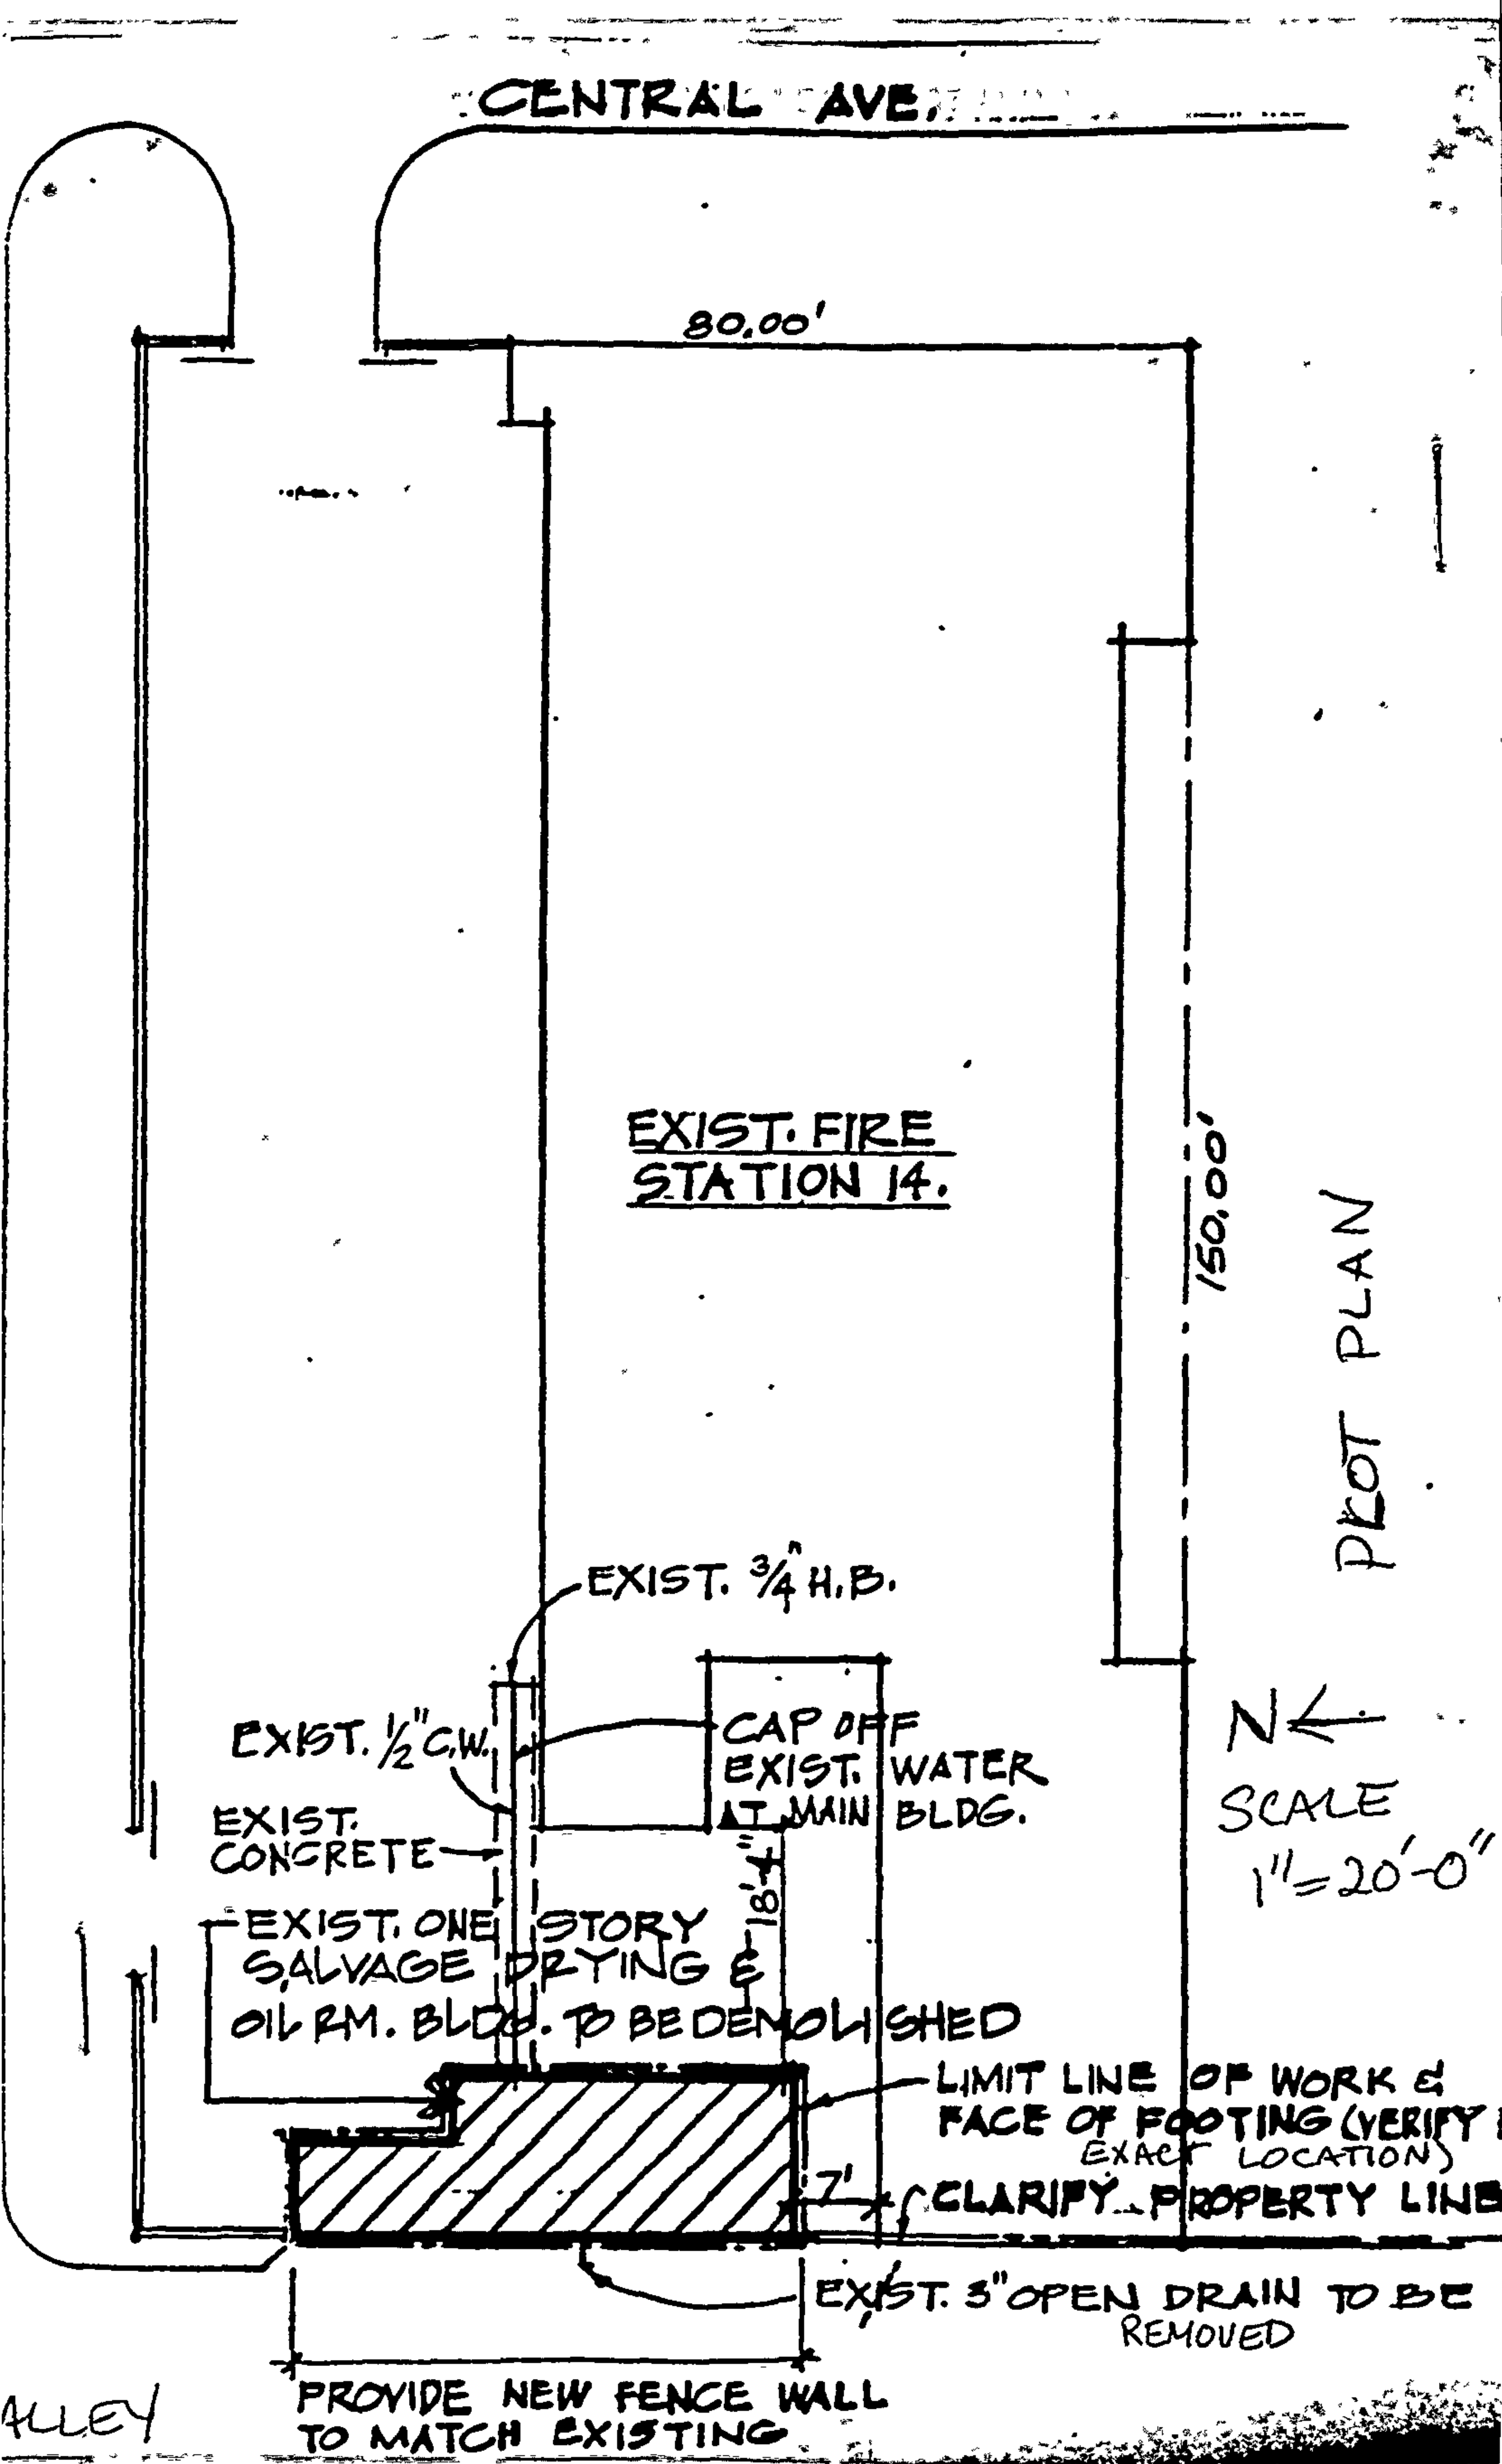 CENTRAL AVE.
80.00'
EXIST. FIRE
STATION 14.
150.00'
PLOT PLAN
EXIST. 3/4" H.B.
N
SCALE
1"=20'-0"
EXIST. 1/2" C.W.
CAP OFF
EXIST. WATER
AT MAIN BLDG.
EXIST.
CONCRETE
18'-4"
EXIST. ONE STORY
SALVAGE DRYING &
OIL RM. BLDG. TO BE DEMOLISHED
LIMIT LINE OF WORK &
FACE OF FOOTING (VERIFY
EXACT LOCATION)
7'
CLARIFY PROPERTY LINE
EXIST. 3" OPEN DRAIN TO BE
REMOVED
PROVIDE NEW FENCE WALL
TO MATCH EXISTING
ALLEY